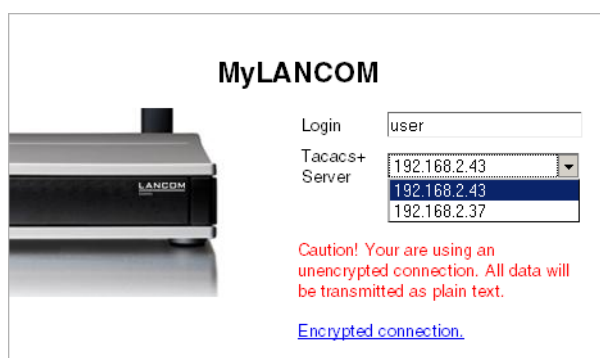 MyLANCOM
Login
user
Tacacs+
Server
192.168.2.43
192.168.2.43
192.168.2.37
LANCOM
Caution! Your are using an
unencrypted connection. All data will
be transmitted as plain text.
Encrypted connection.